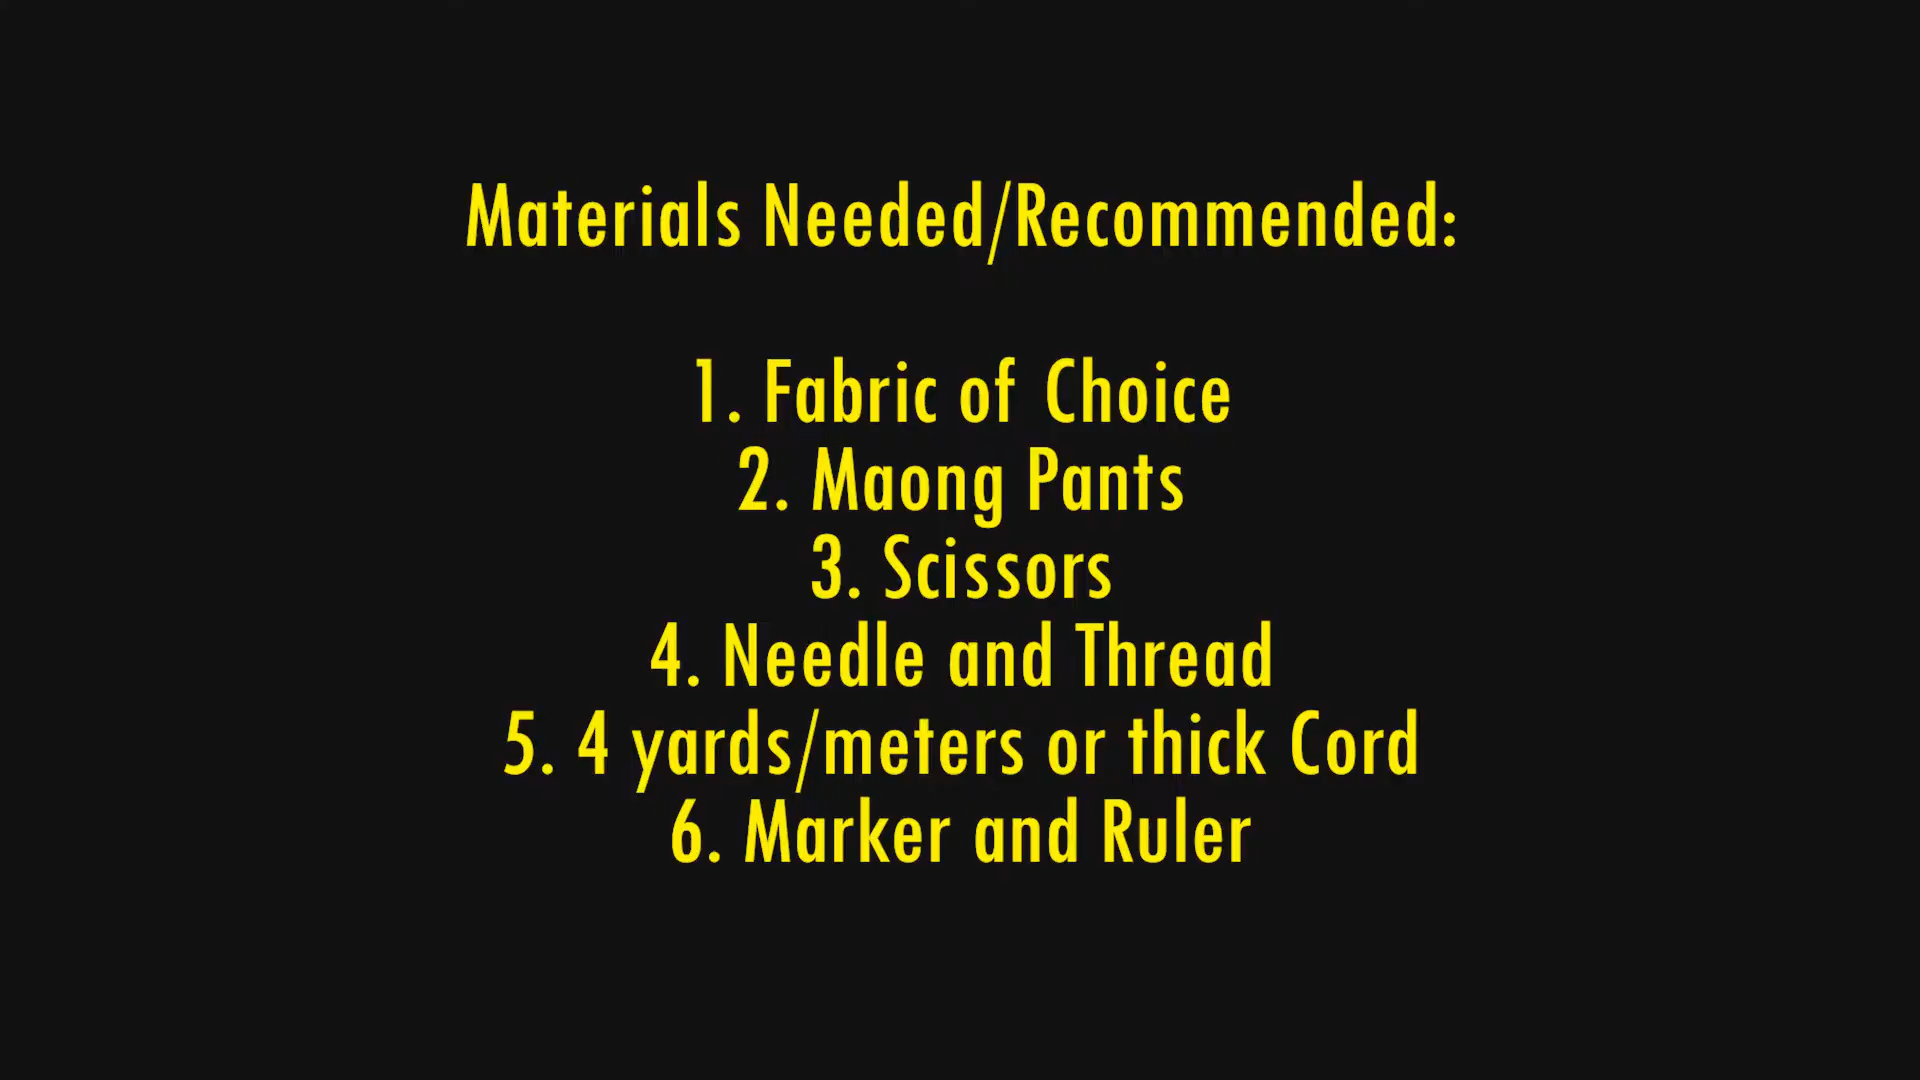 Materials Needed/Recommended:
1. Fabric of Choice
2. Maong Pants
3. Scissors
4. Needle and Thread
5. 4 yards/meters or thick Cord
6. Marker and Ruler